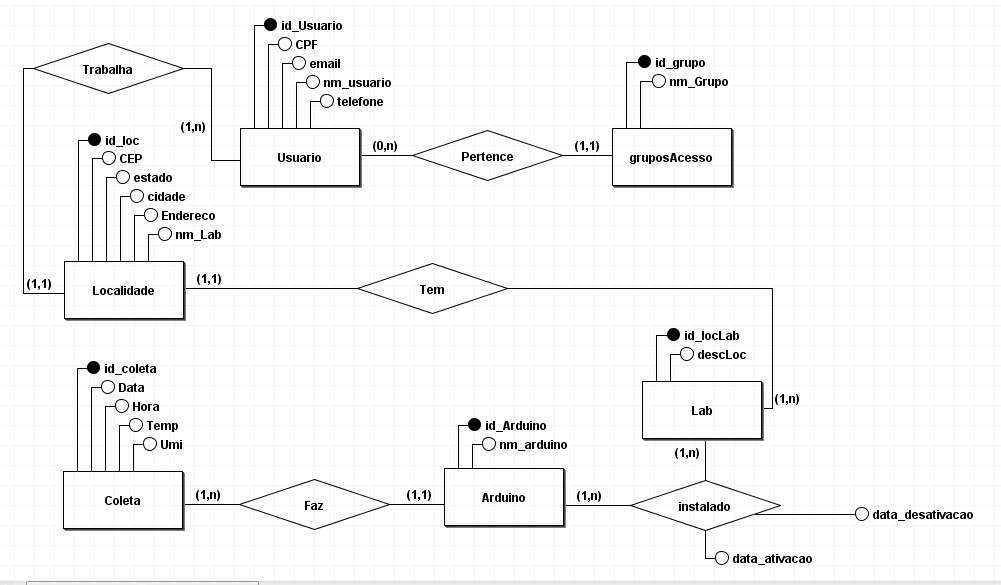 id_Usuario
CPF
email
nm_usuario
telefone
id_grupo
nm_Grupo
Trabalha
(1,n)
Usuario
(0,n)
Pertence
(1,1)
gruposAcesso
id_loc
CEP
estado
cidade
Endereco
nm_Lab
(1,1)
Localidade
(1,1)
Tem
id_locLab
descLoc
Lab
(1,n)
(1,n)
id_coleta
Data
Hora
Temp
Umi
Coleta
(1,n)
Faz
(1,1)
id_Arduino
nm_arduino
Arduino
(1,n)
instalado
data_desativacao
data_ativacao